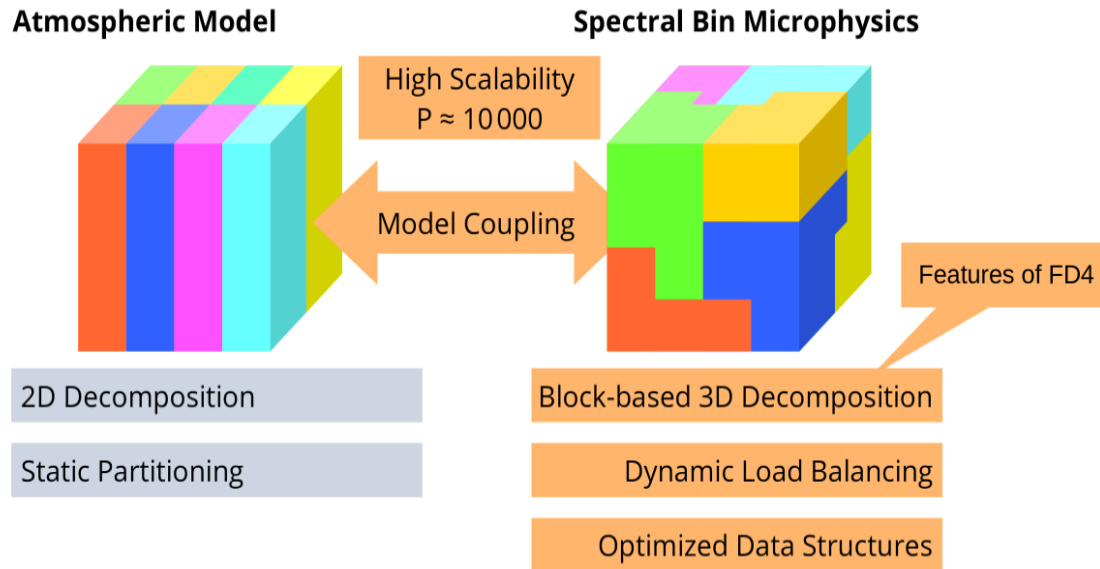 Atmospheric Model
Spectral Bin Microphysics
High Scalability
P ≈ 10 000
Model Coupling
Features of FD4
2D Decomposition
Block-based 3D Decomposition
Static Partitioning
Dynamic Load Balancing
Optimized Data Structures